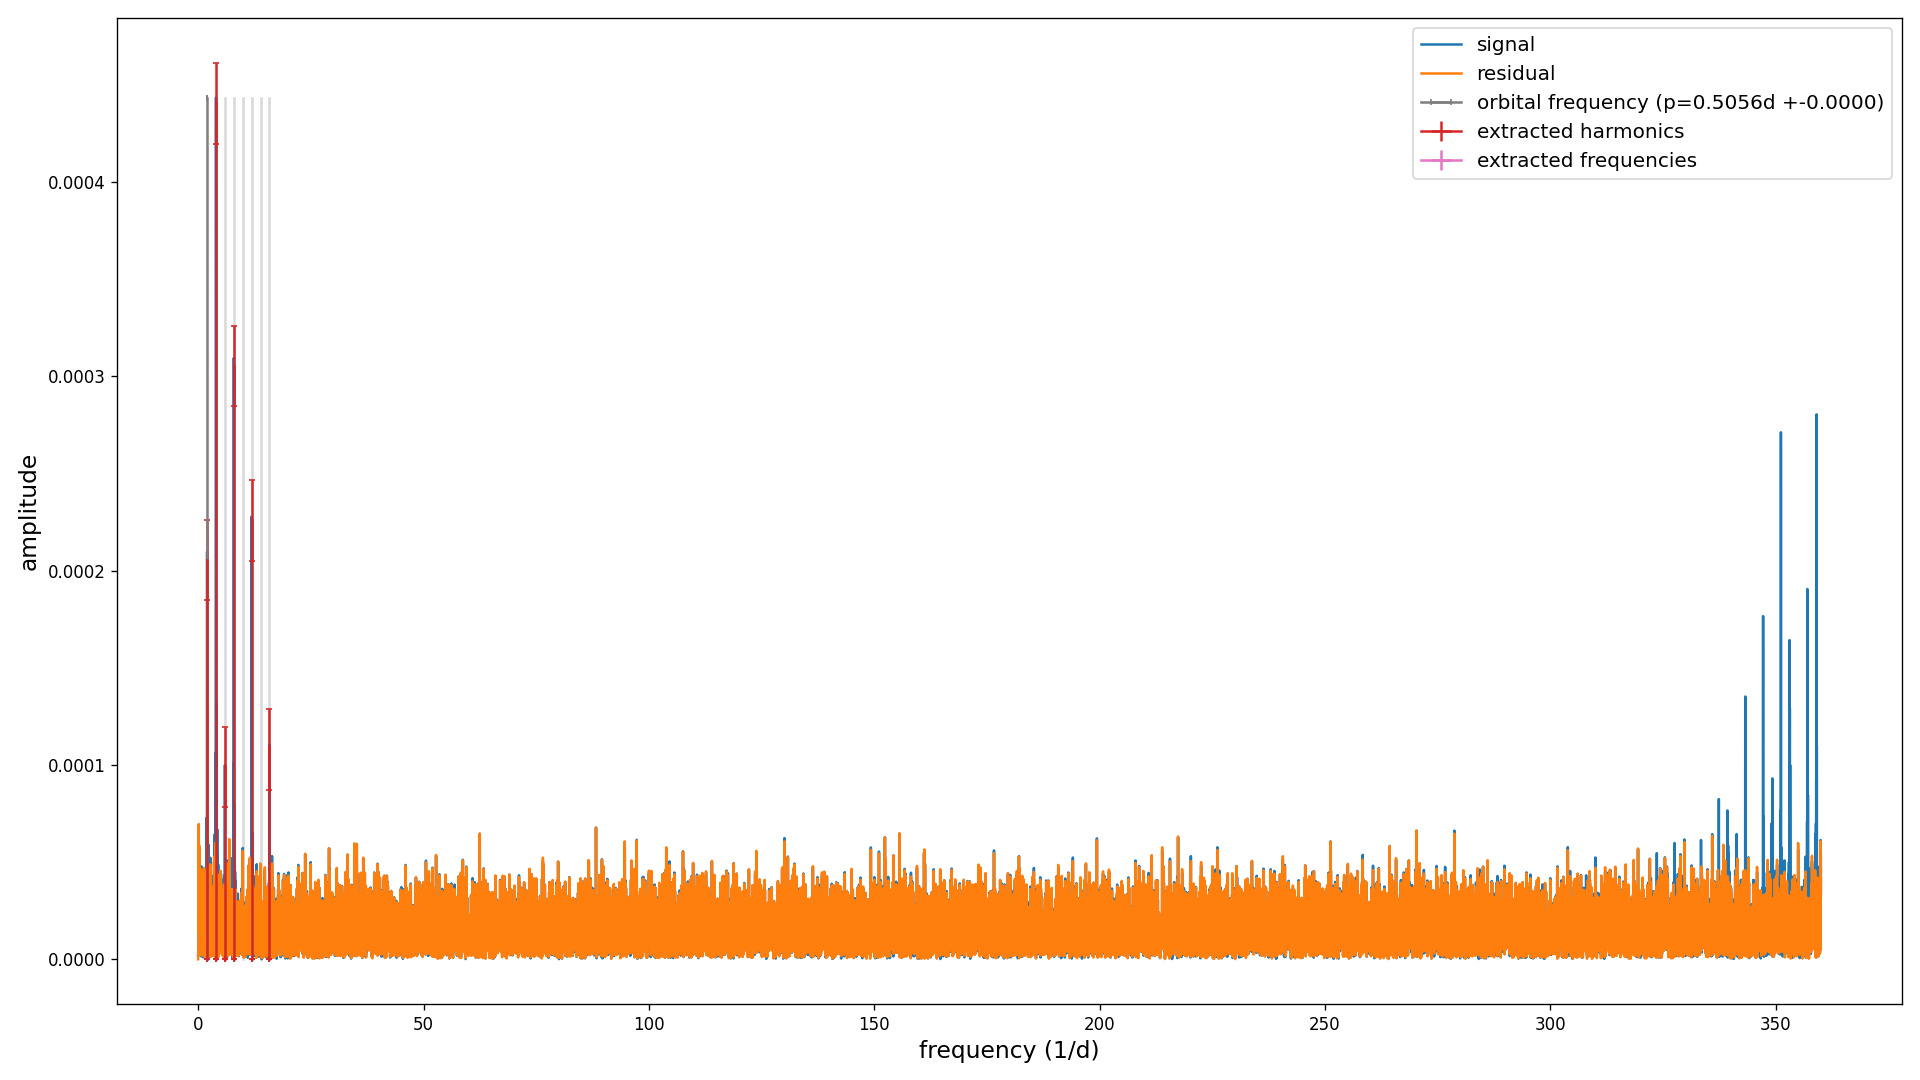 signal
residual
orbital frequency (p=0.5056d +-0.0000)
extracted harmonics
extracted frequencies
amplitude
0.0004
0.0003
0.0002
0.0001
0.0000
0 50 100 150 200 250 300 350
frequency (1/d)